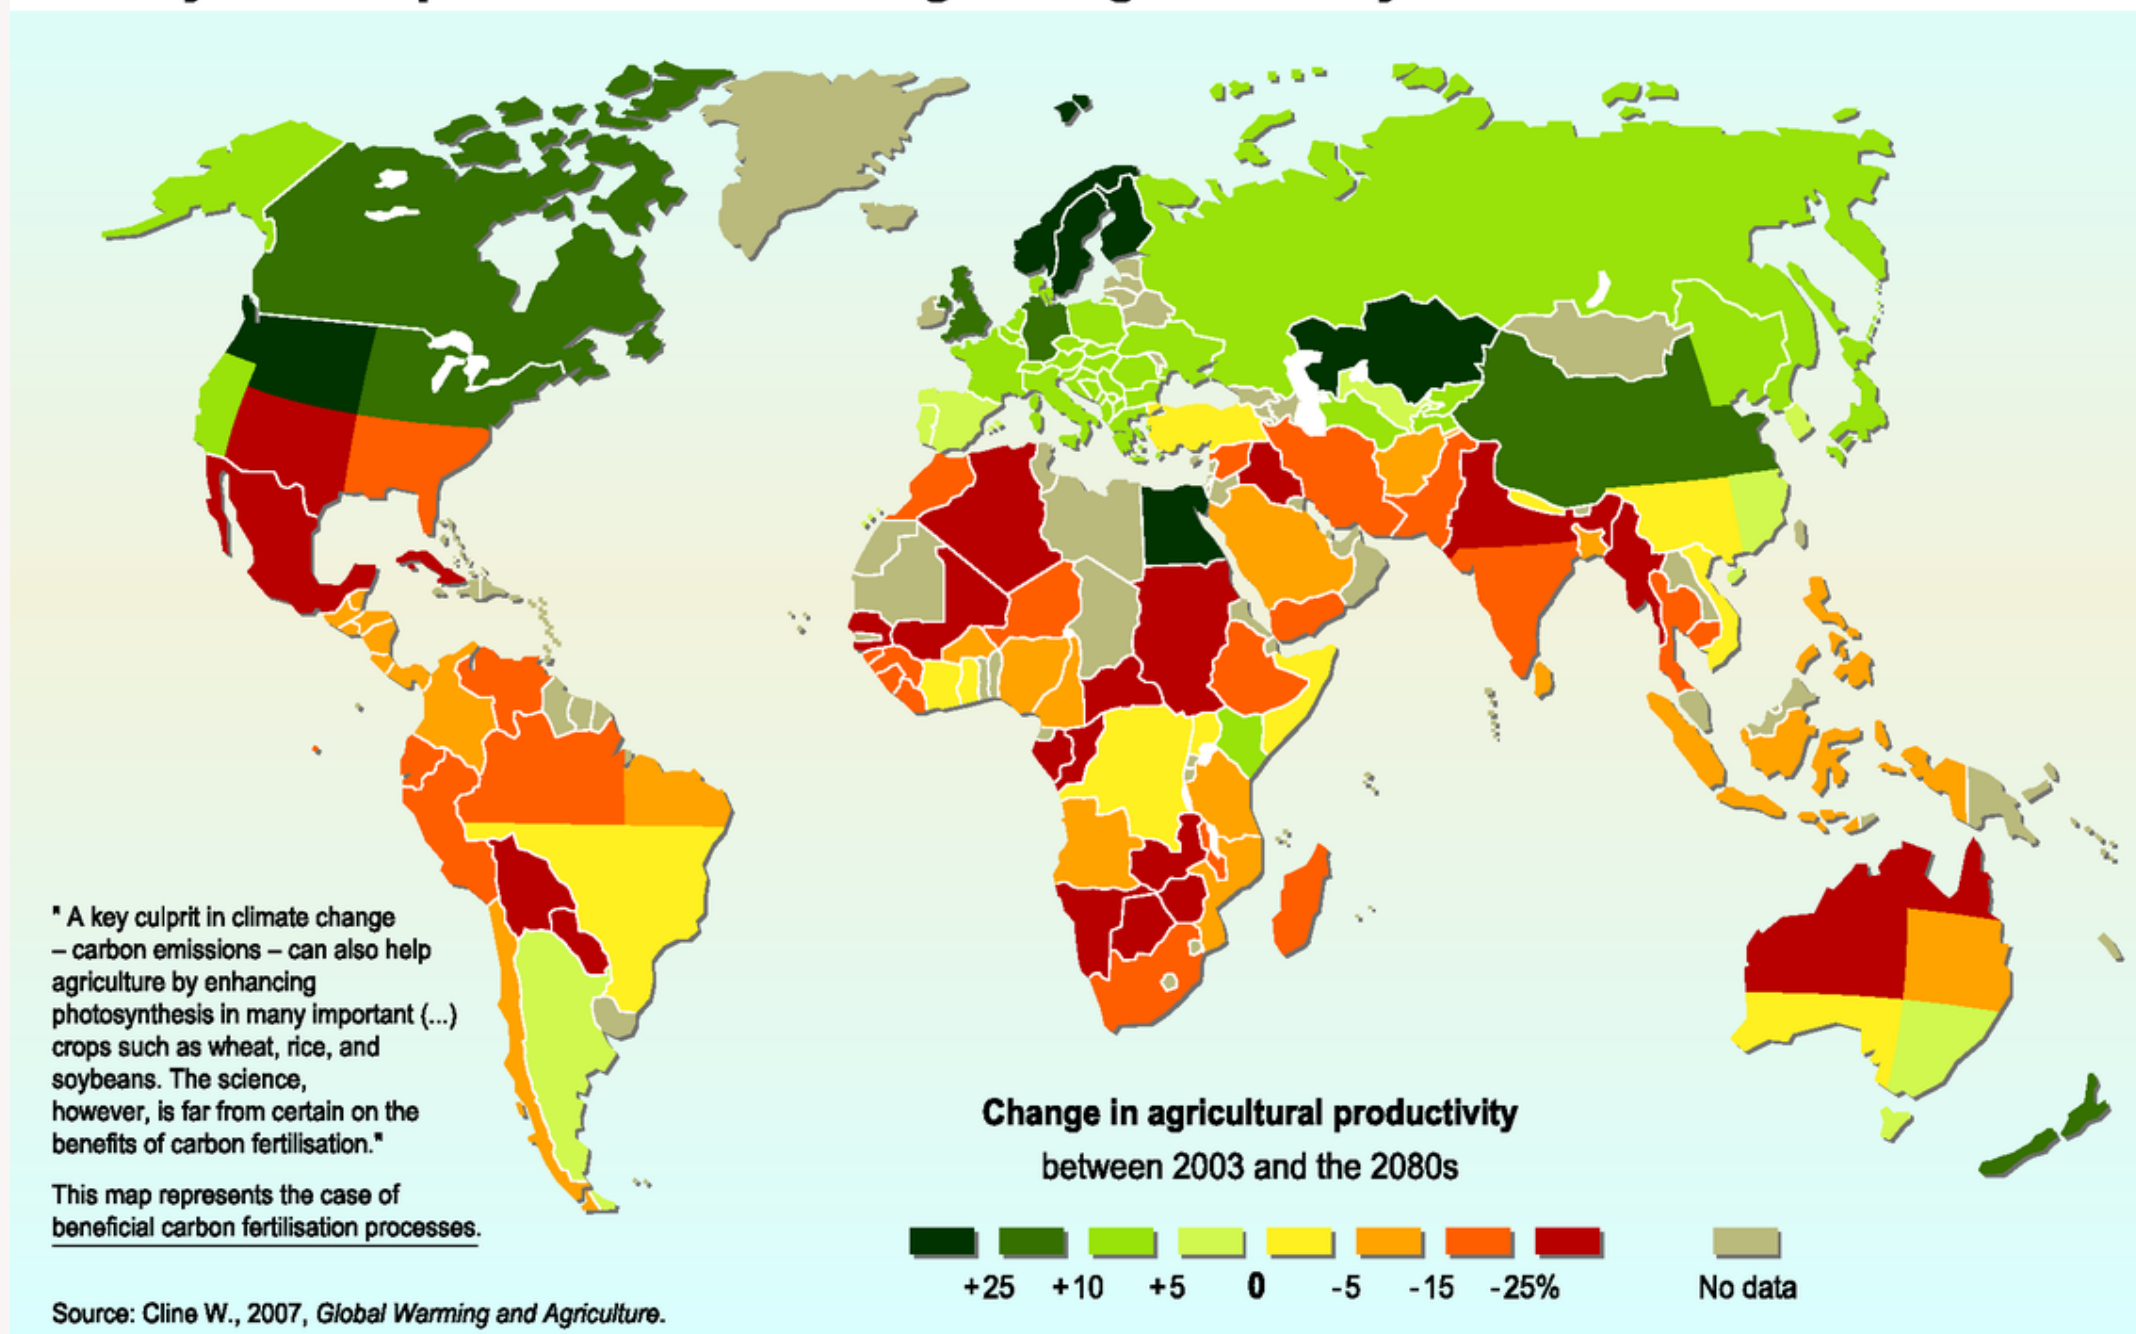 " A key culprit in climate change
– carbon emissions – can also help
agriculture by enhancing
photosynthesis in many important (...)
crops such as wheat, rice, and
soybeans. The science,
however, is far from certain on the
benefits of carbon fertilisation."
This map represents the case of
beneficial carbon fertilisation processes.
Source: Cline W., 2007, Global Warming and Agriculture.
Change in agricultural productivity
between 2003 and the 2080s
+25 +10 +5 0 -5 -15 -25%
No data